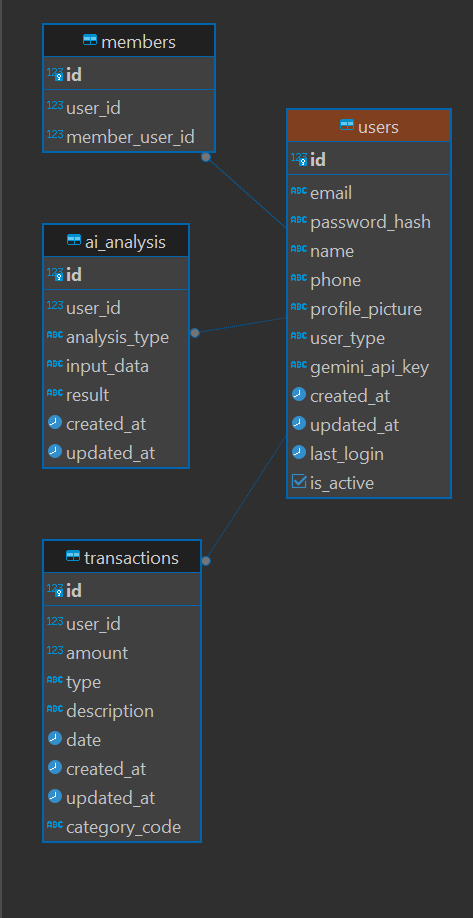 members
123 id
123 user_id
123 member_user_id
users
123 id
ABC email
ABC password_hash
ABC name
ABC phone
ABC profile_picture
ABC user_type
ABC gemini_api_key
created_at
updated_at
last_login
is_active
ai_analysis
123 id
123 user_id
ABC analysis_type
ABC input_data
ABC result
created_at
updated_at
transactions
123 id
123 user_id
123 amount
ABC type
ABC description
date
created_at
updated_at
ABC category_code